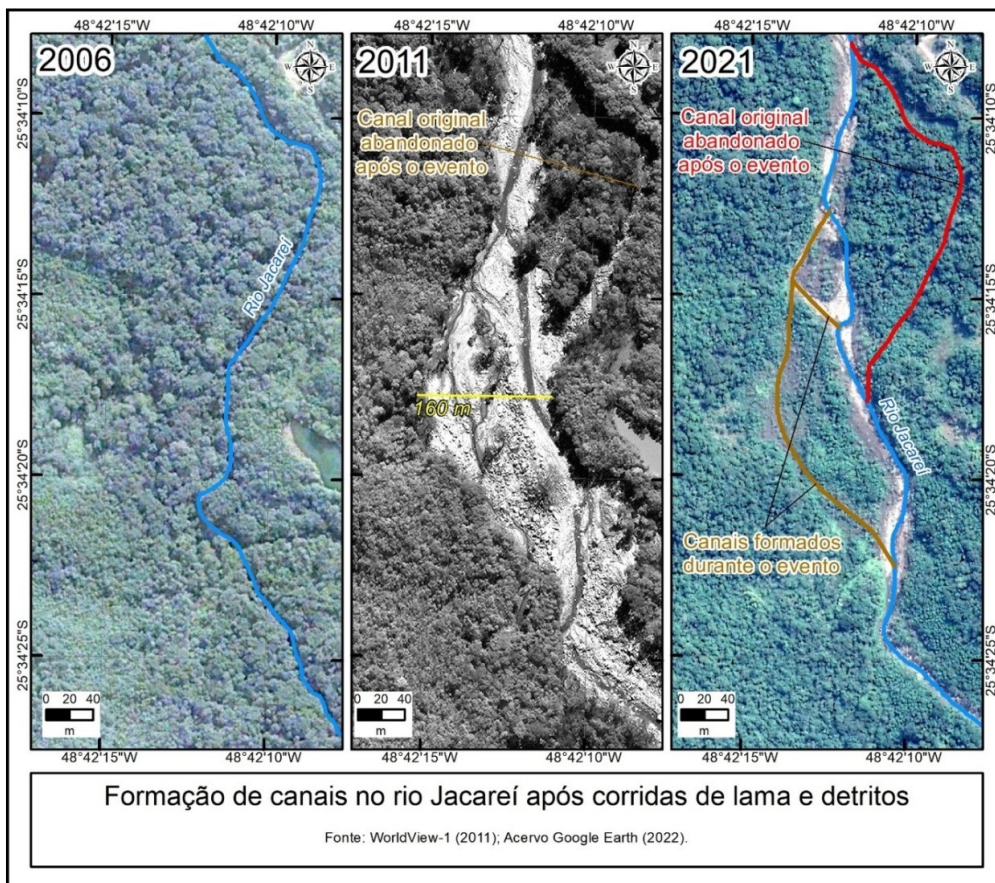 48°42'15"W
48°42'10"W
48°42'15"W
48°42'10"W
48°42'15"W
48°42'10"W
2006
N
W
E
S
25°34'10"S
25°34'15"S
25°34'20"S
25°34'25"S
Rio Jacareí
0 20 40
m
2011
N
W
E
S
Canal original
abandonado
após o evento
160 m
0 20 40
m
2021
N
W
E
S
Canal original
abandonado
após o evento
Rio Jacareí
Canais formados
durante o evento
0 20 40
m
25°34'10"S
25°34'15"S
25°34'20"S
25°34'25"S
48°42'15"W
48°42'10"W
48°42'15"W
48°42'10"W
48°42'15"W
48°42'10"W
Formação de canais no rio Jacareí após corridas de lama e detritos
Fonte: WorldView-1 (2011); Acervo Google Earth (2022).